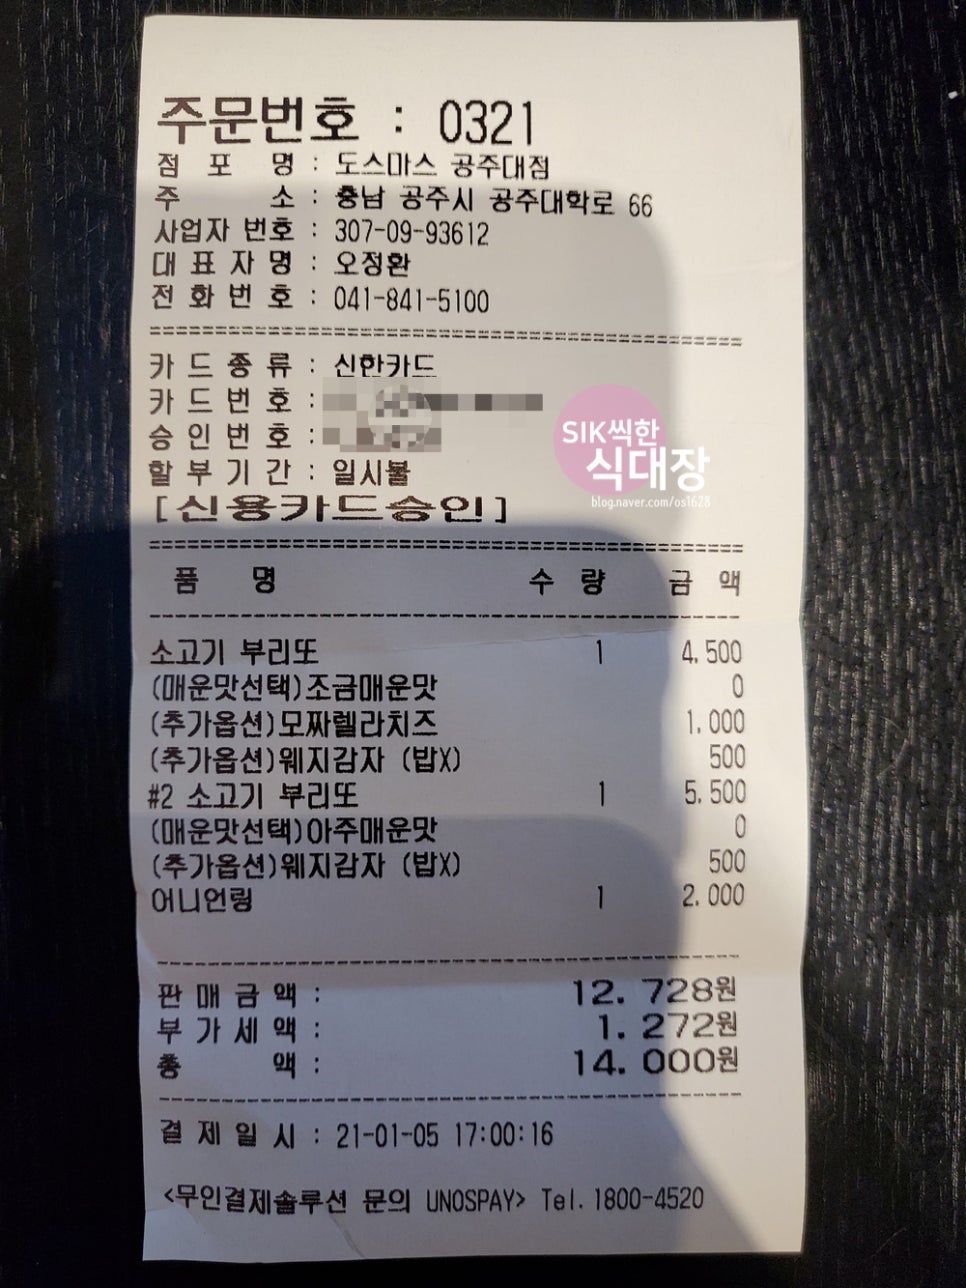 주문번호 : 0321
점 포 명 : 도스마스 공주대점
주 소 : 충남 공주시 공주대학로 66
사업자 번호 : 307-09-93612
대 표 자 명 : 오정환
전 화 번 호 : 041-841-5100
카 드 종 류 : 신한카드
카 드 번 호 :
승 인 번 호 :
할 부 기 간 : 일시불
[신용카드승인]
SIK씩한
식대장
blog.naver.com/os1628
품 명 수 량 금 액
소고기 부리또 1 4,500
(매운맛선택)조금매운맛 0
(추가옵션)모짜렐라치즈 1,000
(추가옵션)웨지감자 (밥X) 500
#2 소고기 부리또 1 5,500
(매운맛선택)아주매운맛 0
(추가옵션)웨지감자 (밥X) 500
어니언링 1 2,000
판 매 금 액 : 12,728원
부 가 세 액 : 1,272원
총 액 : 14,000원
결 제 일 시 : 21-01-05 17:00:16
<무인결제솔루션 문의 UNOSPAY> Tel.1800-4520